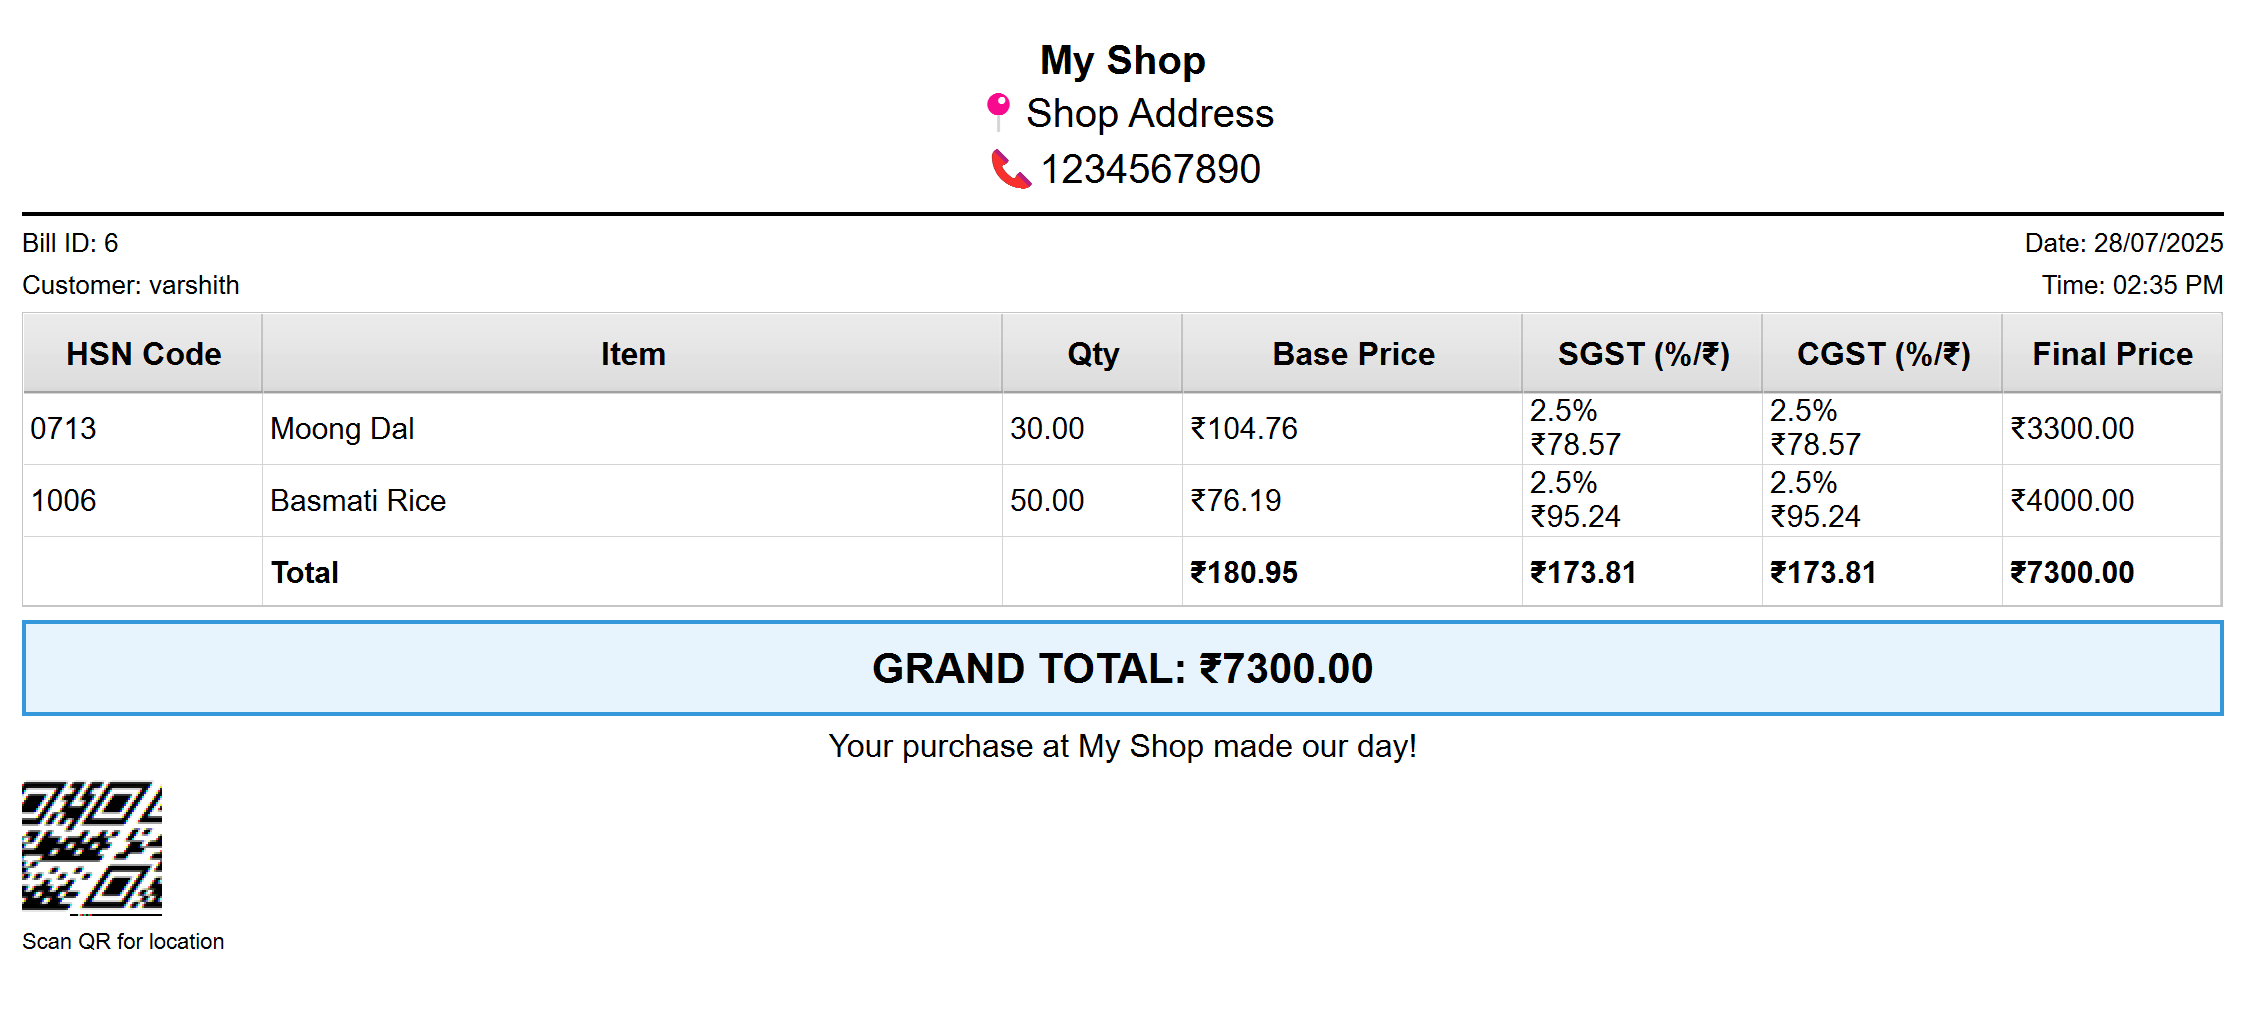 My Shop
📍 Shop Address
📞 1234567890
Bill ID: 6
Date: 28/07/2025
Customer: varshith
Time: 02:35 PM
HSN Code Item Qty Base Price SGST (%/₹) CGST (%/₹) Final Price
0713 Moong Dal 30.00 ₹104.76 2.5% ₹78.57 2.5% ₹78.57 ₹3300.00
1006 Basmati Rice 50.00 ₹76.19 2.5% ₹95.24 2.5% ₹95.24 ₹4000.00
Total ₹180.95 ₹173.81 ₹173.81 ₹7300.00
GRAND TOTAL: ₹7300.00
Your purchase at My Shop made our day!
Scan QR for location